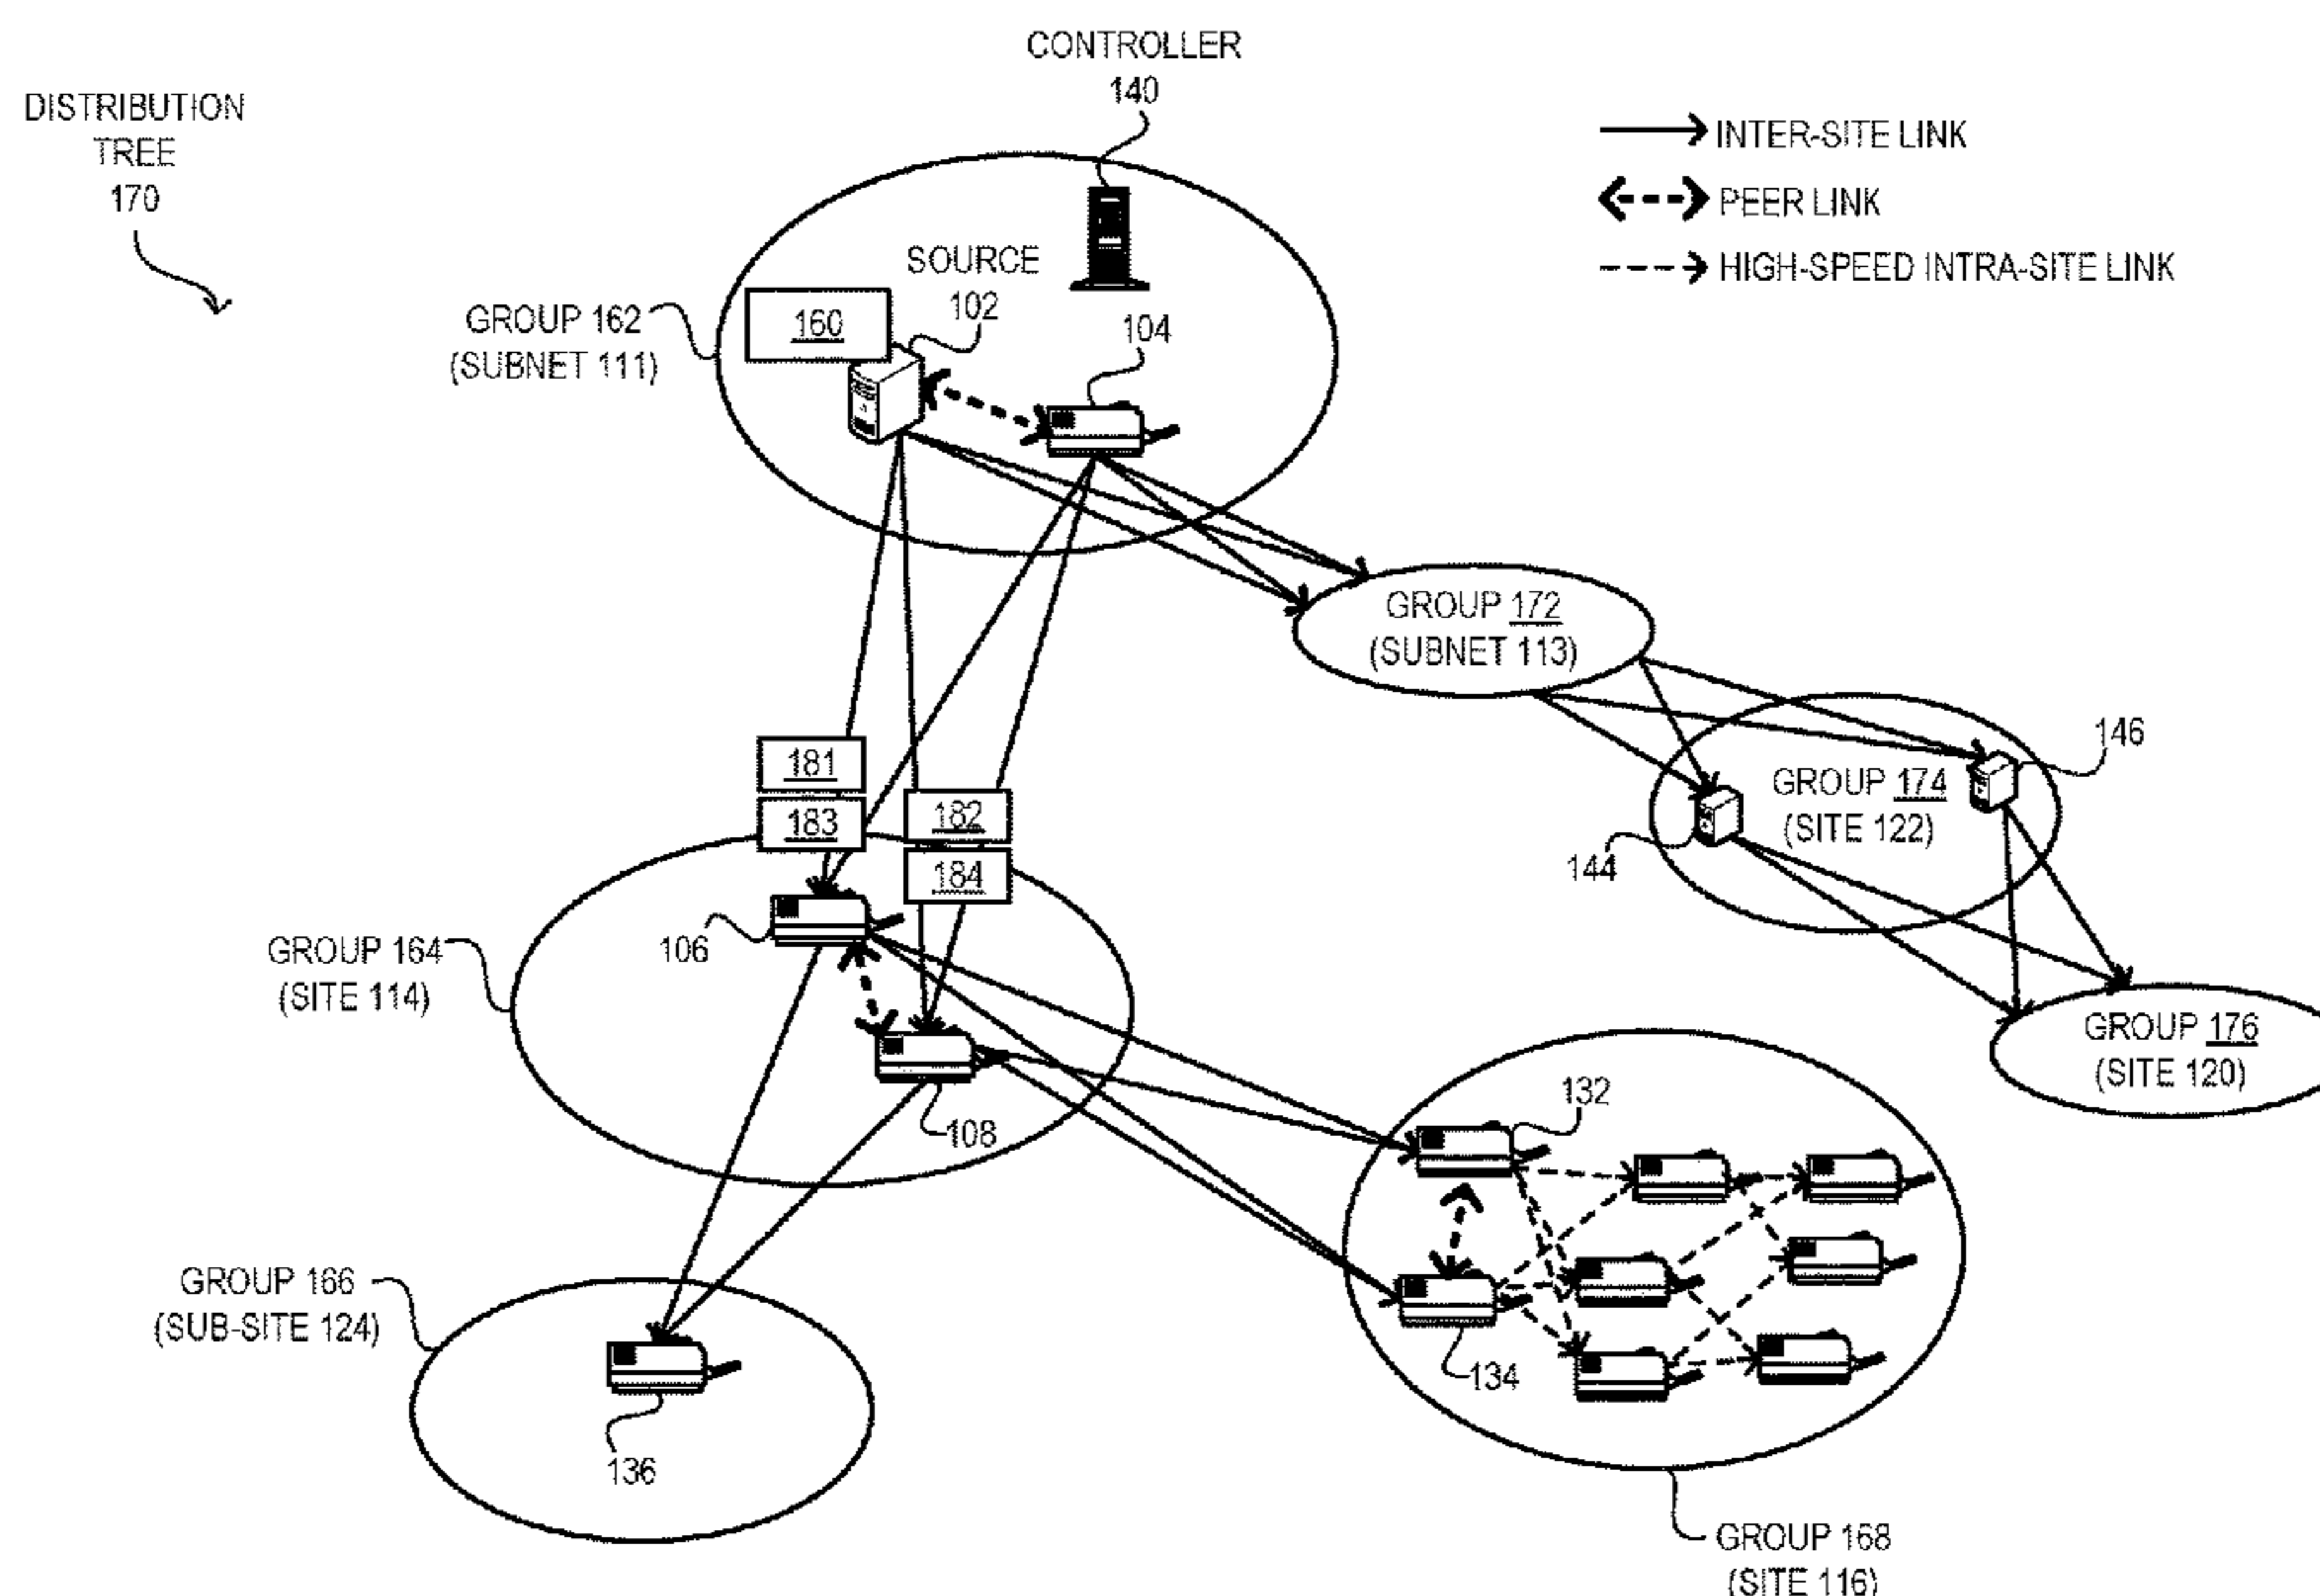 CONTROLLER
140
DISTRIBUTION
TREE
170
INTER-SITE LINK
PEER LINK
HIGH-SPEED INTRA-SITE LINK
SOURCE
102
GROUP 162
(SUBNET 111)
160
104
GROUP 172
(SUBNET 113)
181
183
182
184
146
GROUP 174
(SITE 122)
144
106
GROUP 164
(SITE 114)
GROUP 176
(SITE 120)
108
132
GROUP 166
(SUB-SITE 124)
134
136
GROUP 168
(SITE 116)